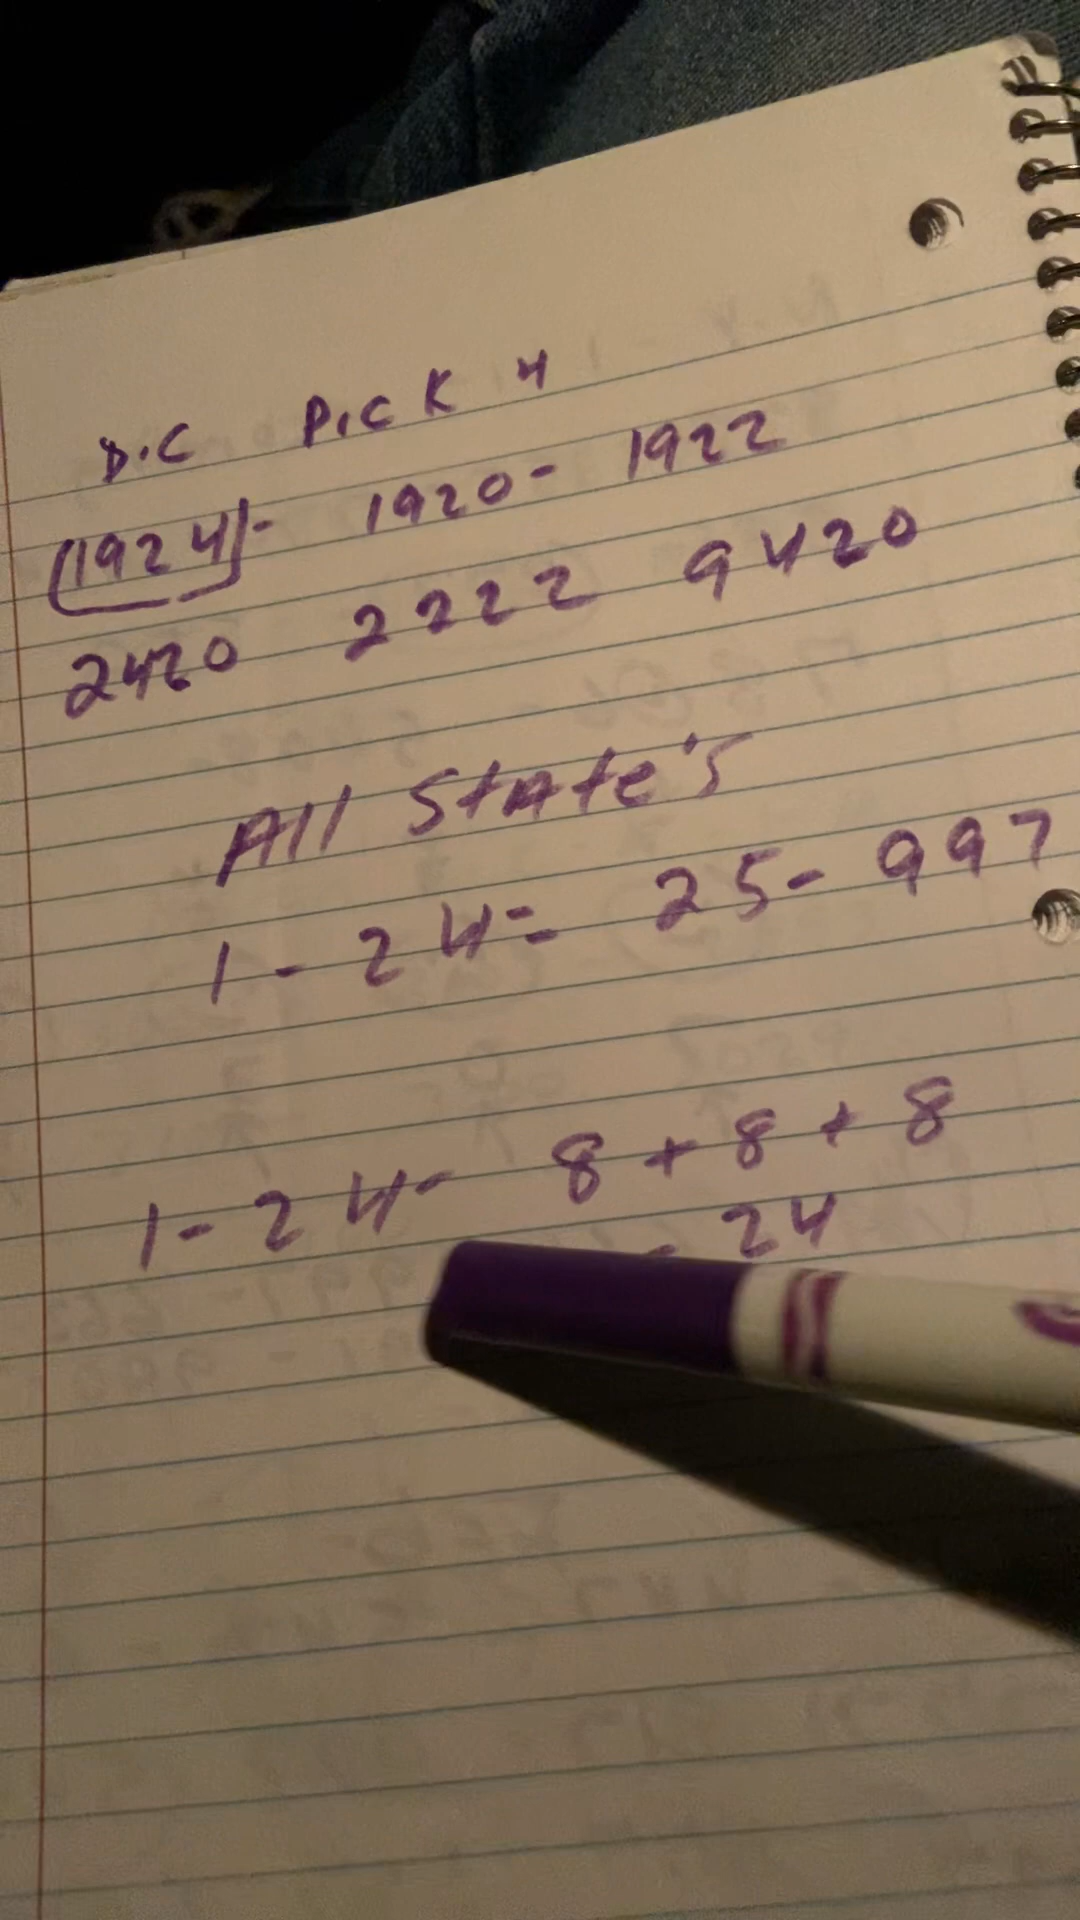 D.C PicK 4
(1924)- 1920- 1922
2420 2222 9420
All StAte's
1-24= 25-997
1-24- 8+8+8
- 24